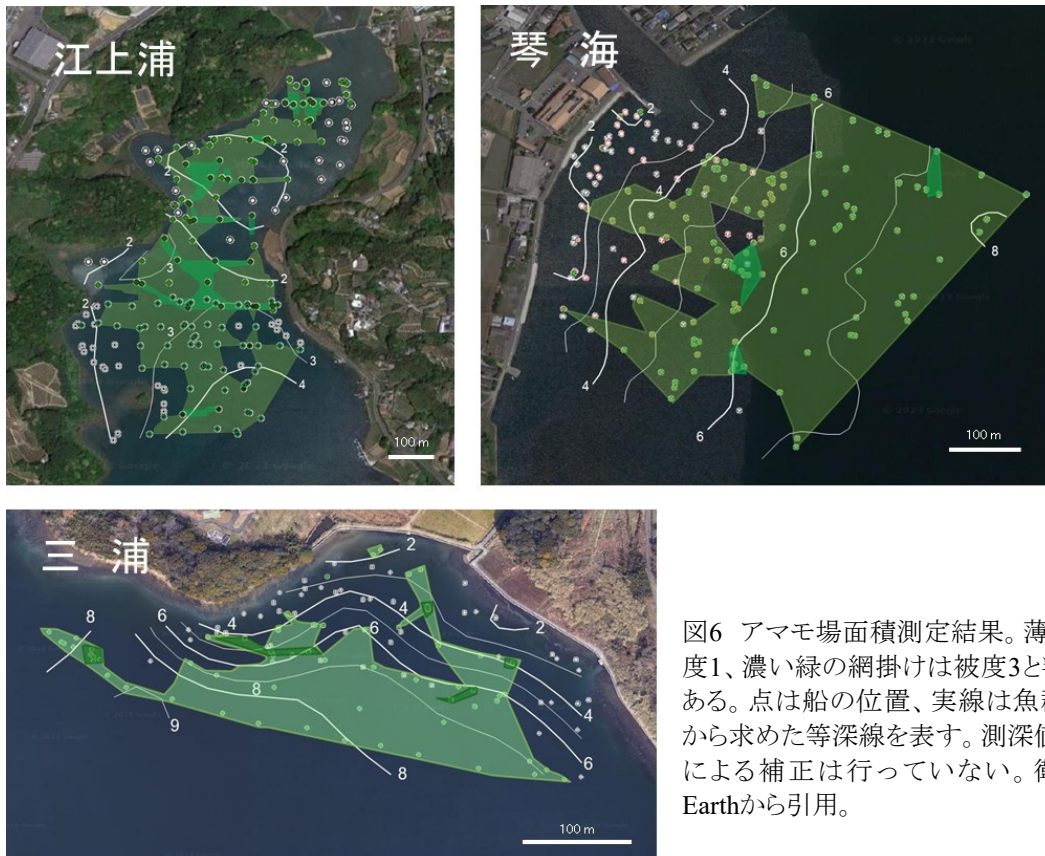 江上浦
2
2
2
3
2
2
3
3
4
100 m
琴 海
4
6
2
2
4
6
8
4
6
100 m
三 浦
2
8
6
4
4
6
2
8
4
9
6
8
100 m
図6 アマモ場面積測定結果。薄
度1、濃い緑の網掛けは被度3と
ある。点は船の位置、実線は魚
から求めた等深線を表す。測深
による補正は行っていない。
Earthから引用。